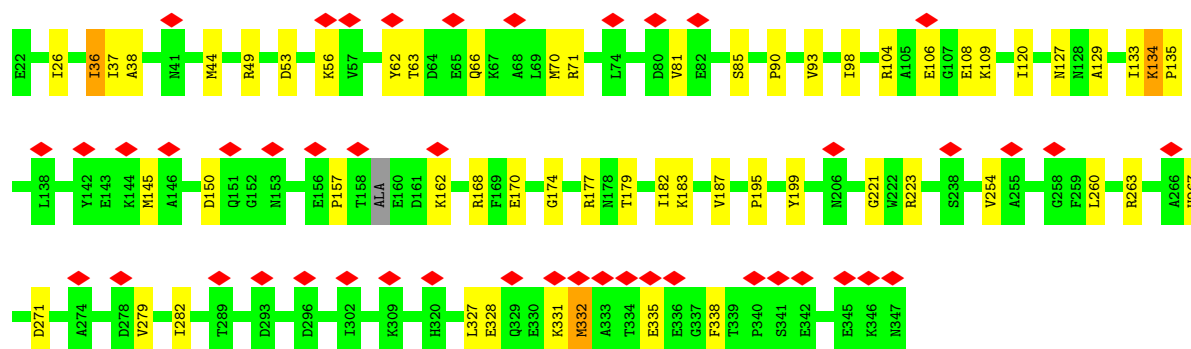 E22 I26 I36 I37 A38 N41 M44 R49 D53 K56 V57 Y62 T63 D64 E65 Q66 K67 A68 L69 M70 R71 L74 D80 V81 E82 S85 P90 V93 I98 R104 A105 E106 G107 E108 K109 I120 N127 N128 A129 I133 K134 P135
L138 Y142 E143 K144 M145 A146 D150 Q151 G152 N153 E156 P157 T158 ALA E160 D161 K162 R168 F169 E170 G174 R177 N178 T179 I182 K183 V187 P195 Y199 N206 G221 W222 R223 S238 V254 A255 G258 F259 L260 R263 A266
D271 A274 D278 V279 I282 T289 D293 D296 I302 K309 H320 L327 E328 Q329 E330 K331 M332 A333 T334 E335 E336 G337 F338 T339 P340 S341 E342 E345 K346 N347